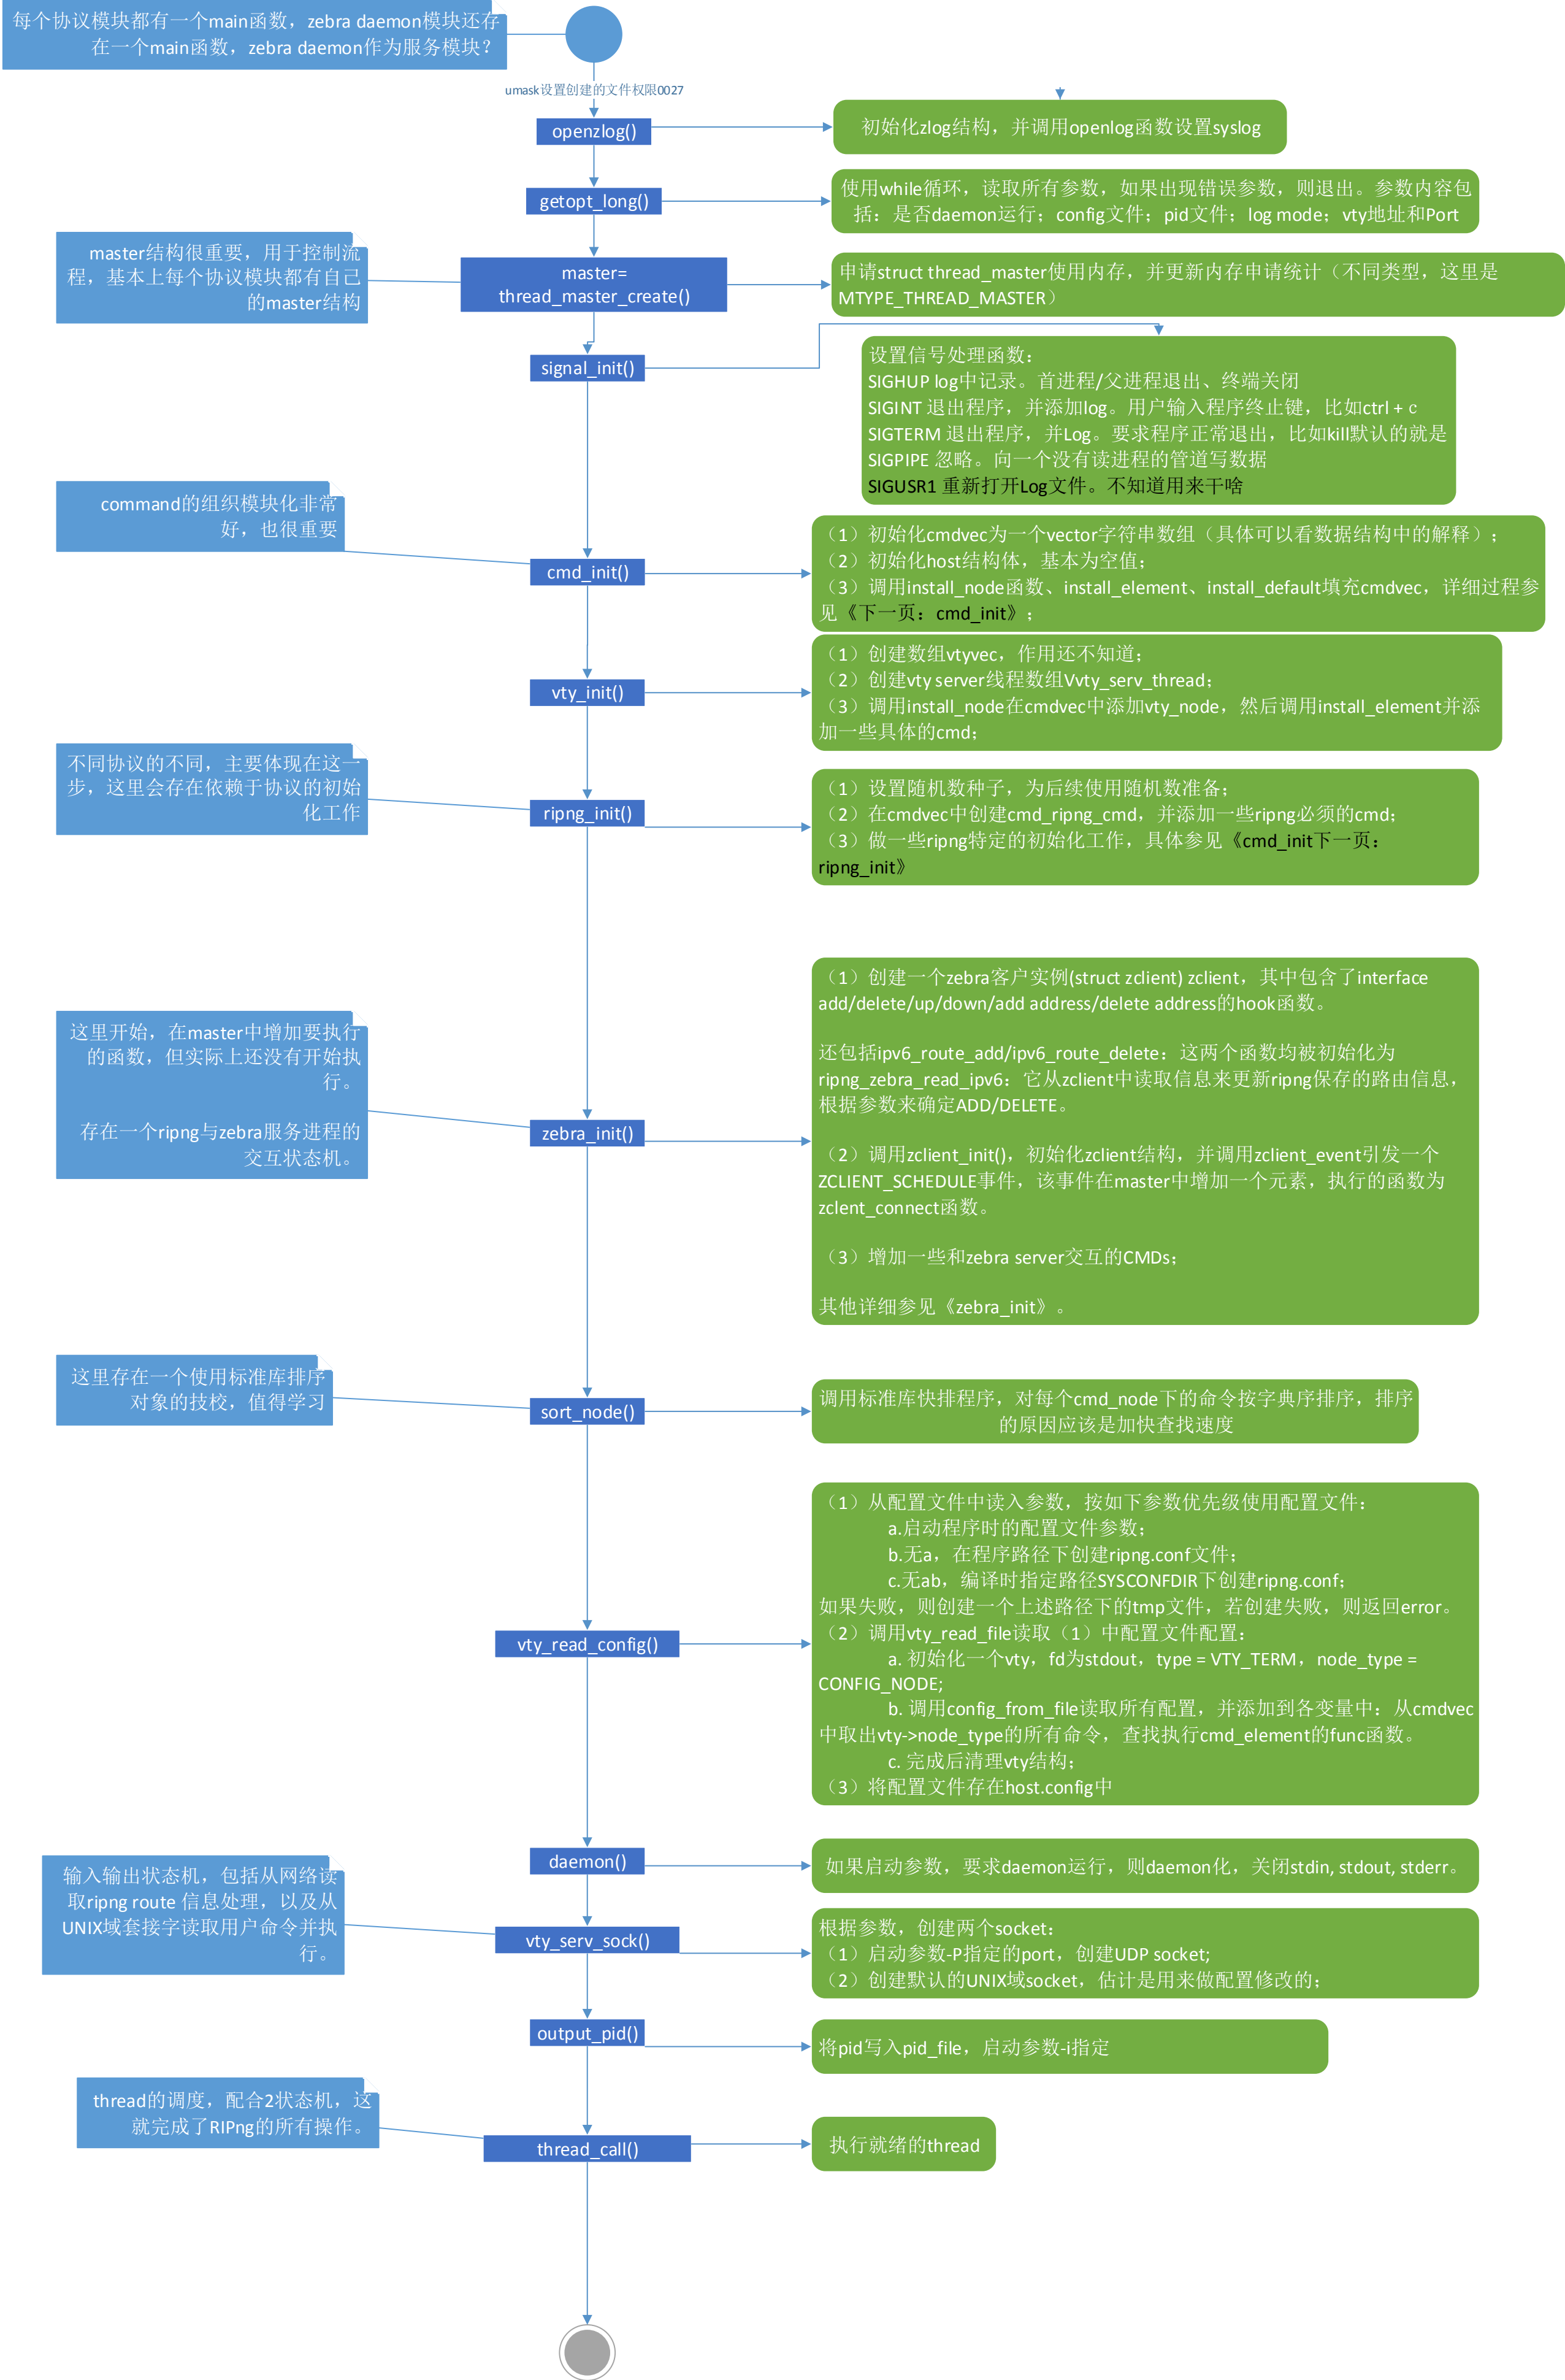 每个协议模块都有一个main函数，zebra daemon模块还存
在一个main函数，zebra daemon作为服务模块？
umask设置创建的文件权限0027
openzlog()
初始化zlog结构，并调用openlog函数设置syslog
getopt_long()
使用while循环，读取所有参数，如果出现错误参数，则退出。参数内容包
括：是否daemon运行；config文件；pid文件；log mode；vty地址和Port
master结构很重要，用于控制流
程，基本上每个协议模块都有自己
的master结构
master=
thread_master_create()
申请struct thread_master使用内存，并更新内存申请统计（不同类型，这里是
MTYPE_THREAD_MASTER）
signal_init()
设置信号处理函数：
SIGHUP log中记录。首进程/父进程退出、终端关闭
SIGINT 退出程序，并添加log。用户输入程序终止键，比如ctrl + c
SIGTERM 退出程序，并Log。要求程序正常退出，比如kill默认的就是
SIGPIPE 忽略。向一个没有读进程的管道写数据
SIGUSR1 重新打开Log文件。不知道用来干啥
command的组织模块化非常
好，也很重要
cmd_init()
（1）初始化cmdvec为一个vector字符串数组（具体可以看数据结构中的解释）；
（2）初始化host结构体，基本为空值；
（3）调用install_node函数、install_element、install_default填充cmdvec，详细过程参
见《下一页：cmd_init》；
vty_init()
（1）创建数组vtyvec，作用还不知道；
（2）创建vty server线程数组Vvty_serv_thread；
（3）调用install_node在cmdvec中添加vty_node，然后调用install_element并添
加一些具体的cmd；
不同协议的不同，主要体现在这一
步，这里会存在依赖于协议的初始
化工作
ripng_init()
（1）设置随机数种子，为后续使用随机数准备；
（2）在cmdvec中创建cmd_ripng_cmd，并添加一些ripng必须的cmd；
（3）做一些ripng特定的初始化工作，具体参见《cmd_init下一页：
ripng_init》
这里开始，在master中增加要执行
的函数，但实际上还没有开始执
行。
存在一个ripng与zebra服务进程的
交互状态机。
zebra_init()
（1）创建一个zebra客户实例(struct zclient) zclient，其中包含了interface
add/delete/up/down/add address/delete address的hook函数。
还包括ipv6_route_add/ipv6_route_delete：这两个函数均被初始化为
ripng_zebra_read_ipv6：它从zclient中读取信息来更新ripng保存的路由信息，
根据参数来确定ADD/DELETE。
（2）调用zclient_init()，初始化zclient结构，并调用zclient_event引发一个
ZCLIENT_SCHEDULE事件，该事件在master中增加一个元素，执行的函数为
zclent_connect函数。
（3）增加一些和zebra server交互的CMDs；
其他详细参见《zebra_init》。
这里存在一个使用标准库排序
对象的技校，值得学习
sort_node()
调用标准库快排程序，对每个cmd_node下的命令按字典序排序，排序
的原因应该是加快查找速度
vty_read_config()
（1）从配置文件中读入参数，按如下参数优先级使用配置文件：
a.启动程序时的配置文件参数；
b.无a，在程序路径下创建ripng.conf文件；
c.无ab，编译时指定路径SYSCONFDIR下创建ripng.conf；
如果失败，则创建一个上述路径下的tmp文件，若创建失败，则返回error。
（2）调用vty_read_file读取（1）中配置文件配置：
a. 初始化一个vty，fd为stdout，type = VTY_TERM，node_type =
CONFIG_NODE;
b. 调用config_from_file读取所有配置，并添加到各变量中：从cmdvec
中取出vty->node_type的所有命令，查找执行cmd_element的func函数。
c. 完成后清理vty结构；
（3）将配置文件存在host.config中
daemon()
如果启动参数，要求daemon运行，则daemon化，关闭stdin, stdout, stderr。
输入输出状态机，包括从网络读
取ripng route 信息处理，以及从
UNIX域套接字读取用户命令并执
行。
vty_serv_sock()
根据参数，创建两个socket：
（1）启动参数-P指定的port，创建UDP socket;
（2）创建默认的UNIX域socket，估计是用来做配置修改的；
output_pid()
将pid写入pid_file，启动参数-i指定
thread的调度，配合2状态机，这
就完成了RIPng的所有操作。
thread_call()
执行就绪的thread